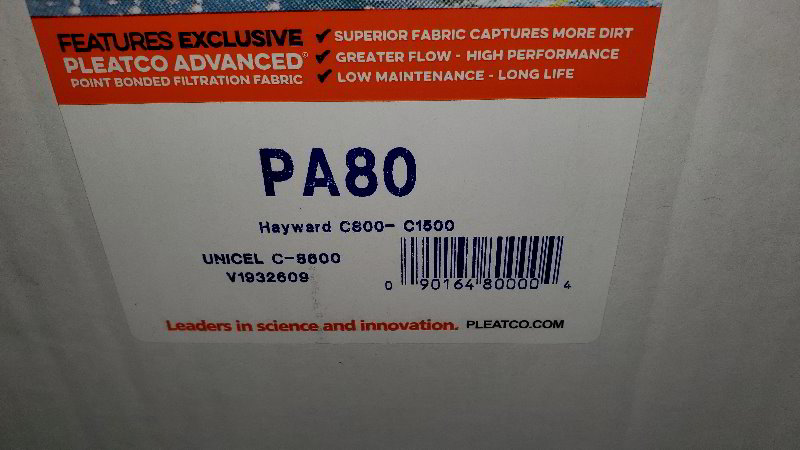 FEATURES EXCLUSIVE
PLEATCO ADVANCED®
POINT BONDED FILTRATION FABRIC
✔ SUPERIOR FABRIC CAPTURES MORE DIRT
✔ GREATER FLOW - HIGH PERFORMANCE
✔ LOW MAINTENANCE - LONG LIFE
PA80
Hayward C800- C1500
UNICEL C-8600
V1932609
0 90164 80000 4
Leaders in science and innovation. PLEATCO.COM